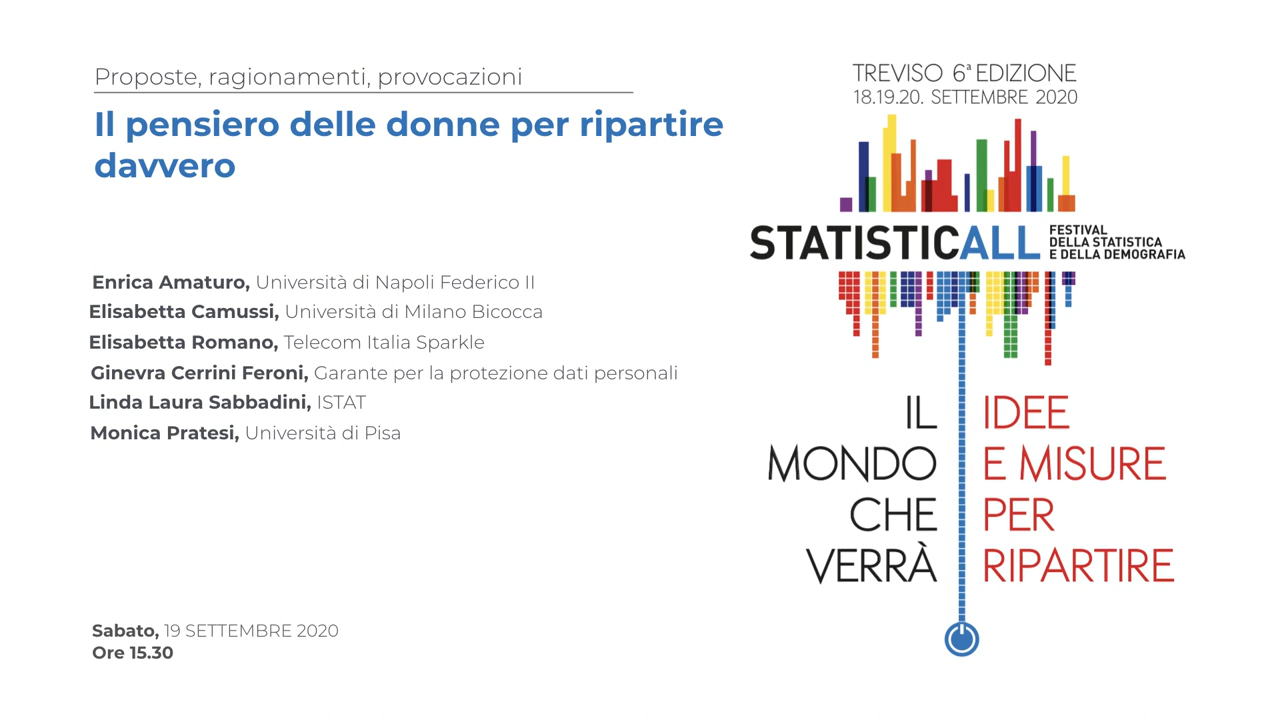 Proposte, ragionamenti, provocazioni
Il pensiero delle donne per ripartire
davvero
Enrica Amaturo, Università di Napoli Federico II
Elisabetta Camussi, Università di Milano Bicocca
Elisabetta Romano, Telecom Italia Sparkle
Ginevra Cerrini Feroni, Garante per la protezione dati personali
Linda Laura Sabbadini, ISTAT
Monica Pratesi, Università di Pisa
Sabato, 19 SETTEMBRE 2020
Ore 15.30
TREVISO 6ª EDIZIONE
18.19.20. SETTEMBRE 2020
STATISTICALL
FESTIVAL
DELLA STATISTICA
E DELLA DEMOGRAFIA
IL
MONDO
CHE
VERRÀ
IDEE
E MISURE
PER
RIPARTIRE